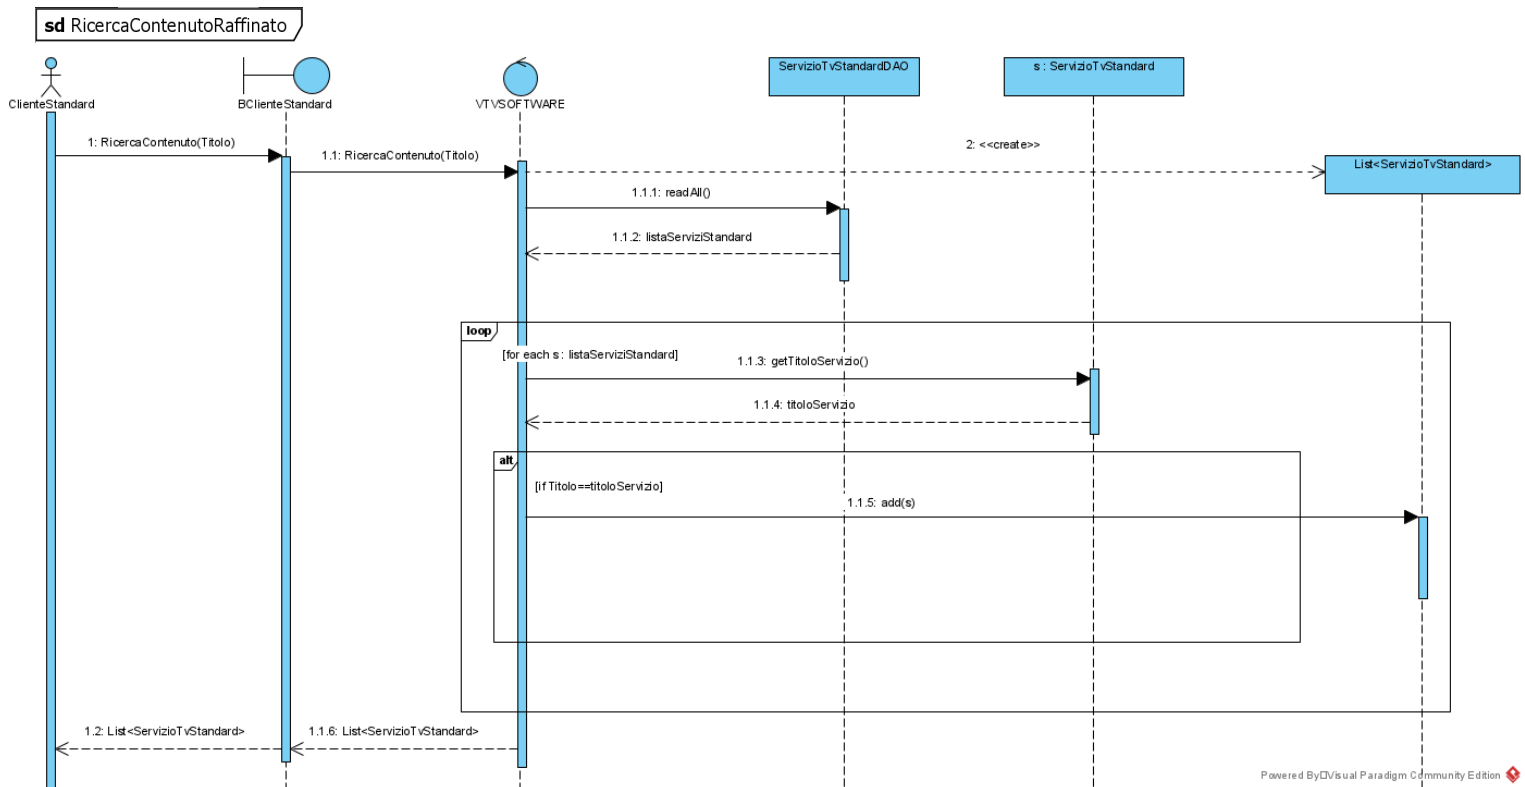 sd RicercaContenutoRaffinato
ClienteStandard
BClienteStandard
VTVSOFTWARE
ServizioTvStandardDAO
s : ServizioTvStandard
1: RicercaContenuto(Titolo)
1.1: RicercaContenuto(Titolo)
2: <<create>>
List<ServizioTvStandard>
1.1.1: readAll()
1.1.2: listaServiziStandard
loop
[for each s : listaServiziStandard]
1.1.3: getTitoloServizio()
1.1.4: titoloServizio
alt
[if Titolo==titoloServizio]
1.1.5: add(s)
1.2: List<ServizioTvStandard>
1.1.6: List<ServizioTvStandard>
Powered By□Visual Paradigm Community Edition